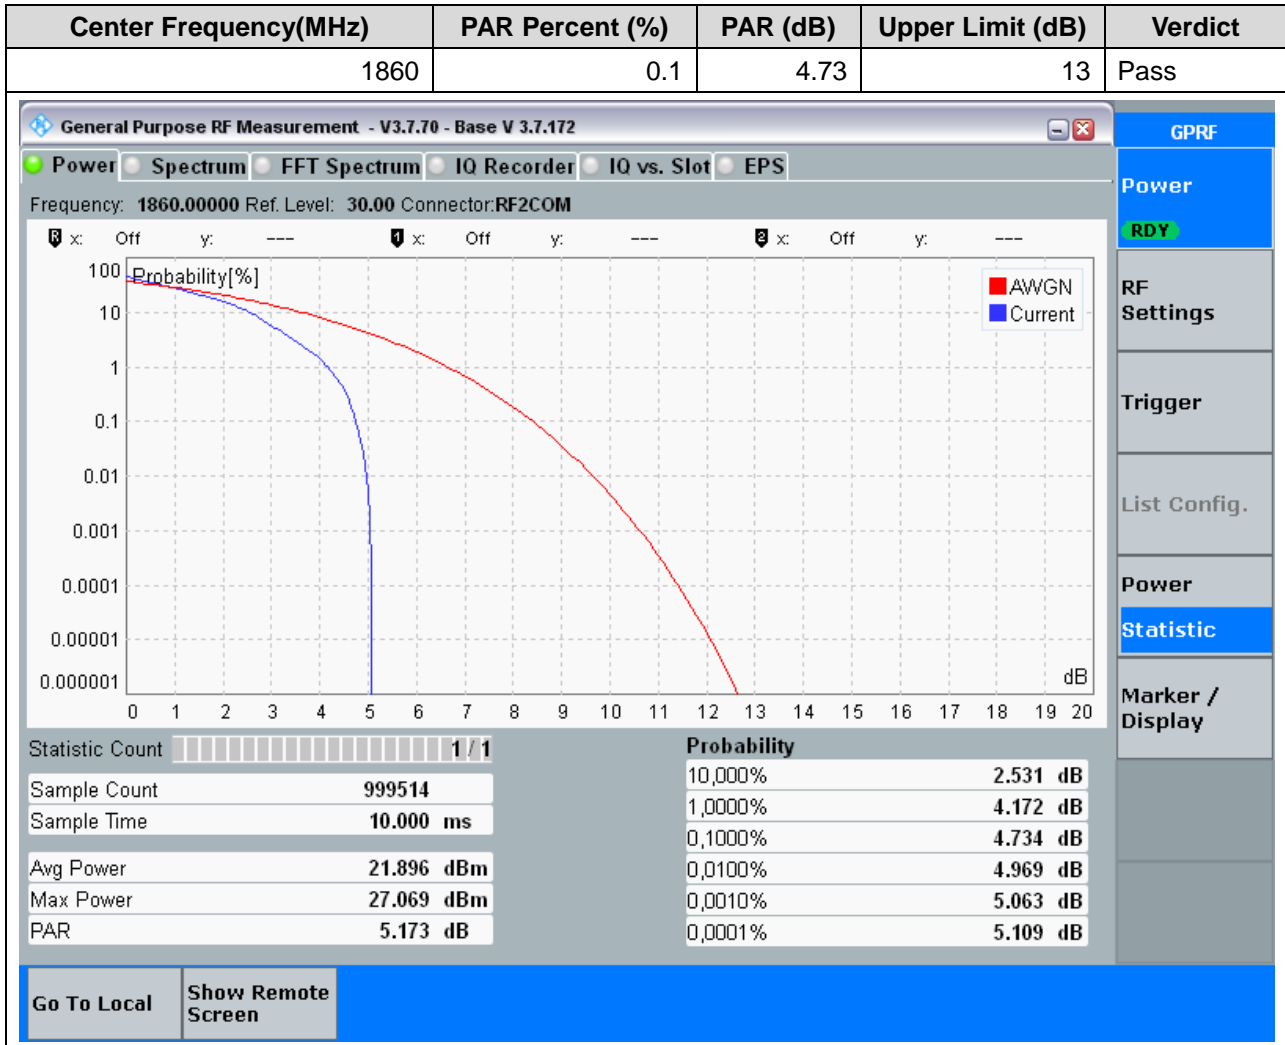 Center Frequency(MHz) PAR Percent (%) PAR (dB) Upper Limit (dB) Verdict
1860 0.1 4.73 13 Pass
General Purpose RF Measurement - V3.7.70 - Base V 3.7.172
GPRF
Power Spectrum FFT Spectrum IQ Recorder IQ vs. Slot EPS
Frequency: 1860.00000 Ref. Level: 30.00 Connector:RF2COM
Power
RDY
R x: Off y: --- 1 x: Off y: --- 2 x: Off y: ---
Probability[%]
100
10
1
0.1
0.01
0.001
0.0001
0.00001
0.000001
AWGN
Current
dB
0 1 2 3 4 5 6 7 8 9 10 11 12 13 14 15 16 17 18 19 20
RF
Settings
Trigger
List Config.
Power
Statistic
Marker /
Display
Statistic Count 1 / 1
Sample Count 999514
Sample Time 10.000 ms
Avg Power 21.896 dBm
Max Power 27.069 dBm
PAR 5.173 dB
Probability
10,000% 2.531 dB
1,0000% 4.172 dB
0,1000% 4.734 dB
0,0100% 4.969 dB
0,0010% 5.063 dB
0,0001% 5.109 dB
Go To Local
Show Remote
Screen